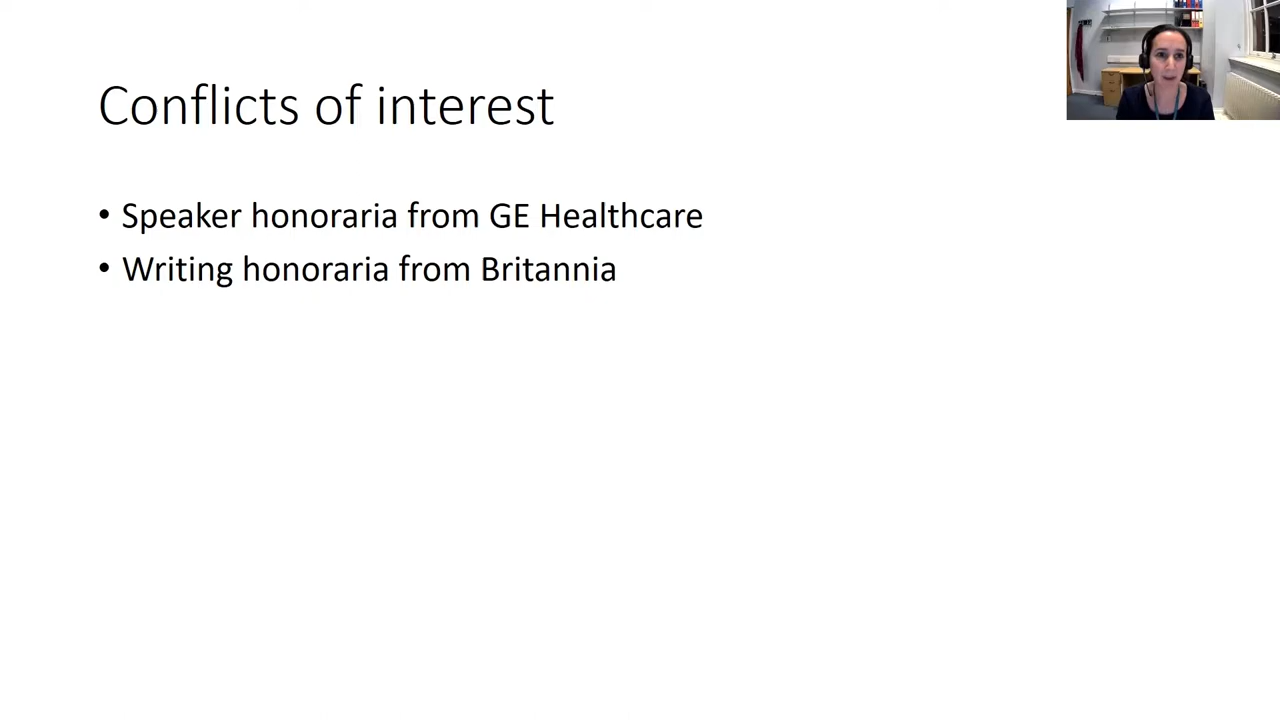 Conflicts of interest
• Speaker honoraria from GE Healthcare
• Writing honoraria from Britannia